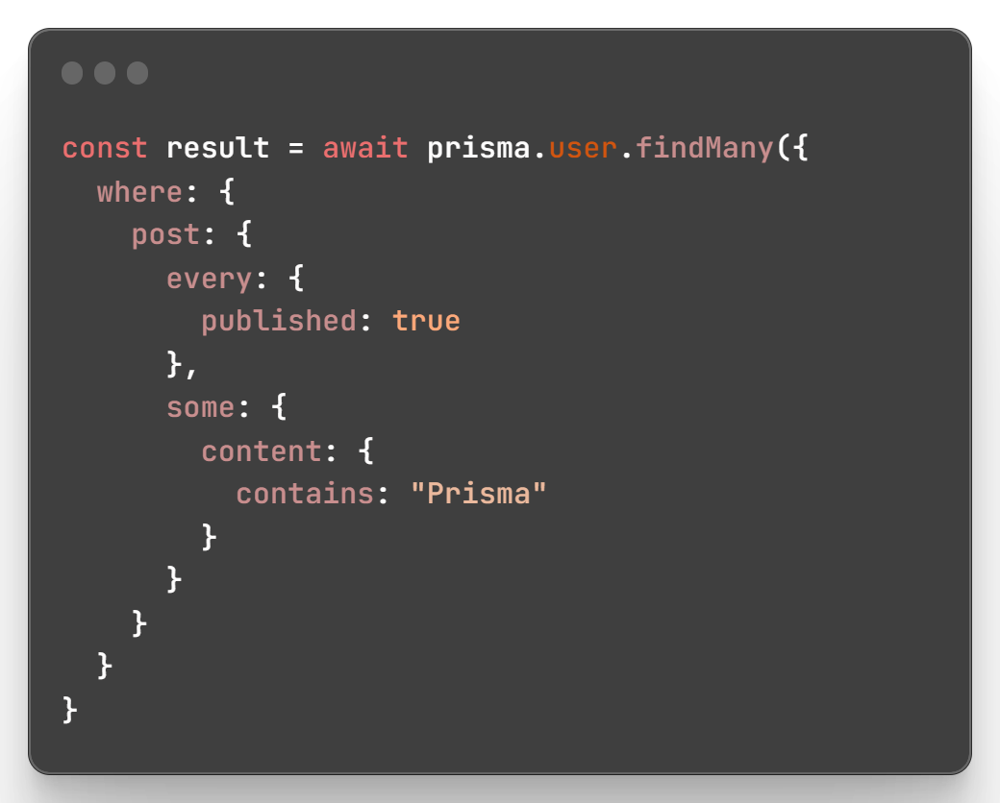 const result = await prisma.user.findMany({
  where: {
    post: {
      every: {
        published: true
      },
      some: {
        content: {
          contains: "Prisma"
        }
      }
    }
  }
}